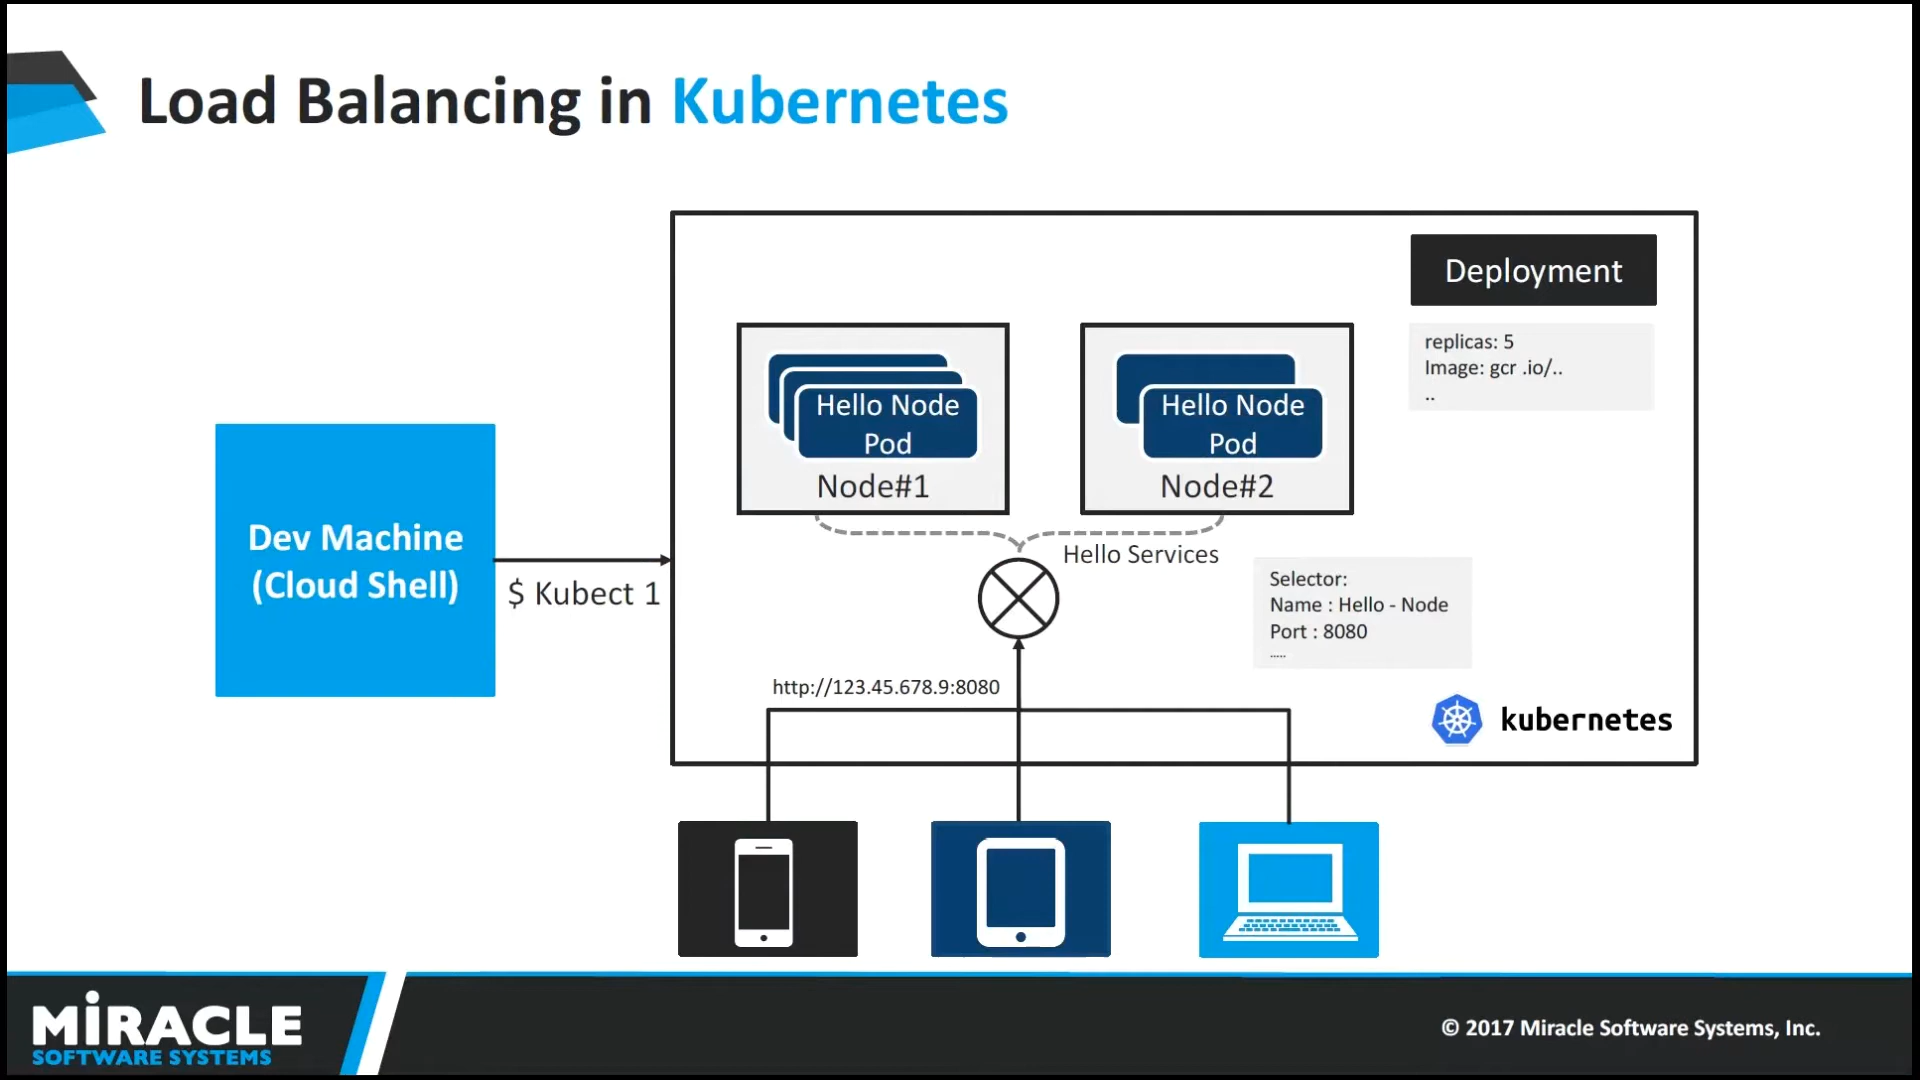 Load Balancing in Kubernetes
Deployment
replicas: 5
Image: gcr .io/..
..
Hello Node
Pod
Node#1
Hello Node
Pod
Node#2
Dev Machine
(Cloud Shell)
$ Kubect 1
Hello Services
Selector:
Name : Hello - Node
Port : 8080
.....
http://123.45.678.9:8080
kubernetes
MiRACLE
SOFTWARE SYSTEMS
© 2017 Miracle Software Systems, Inc.